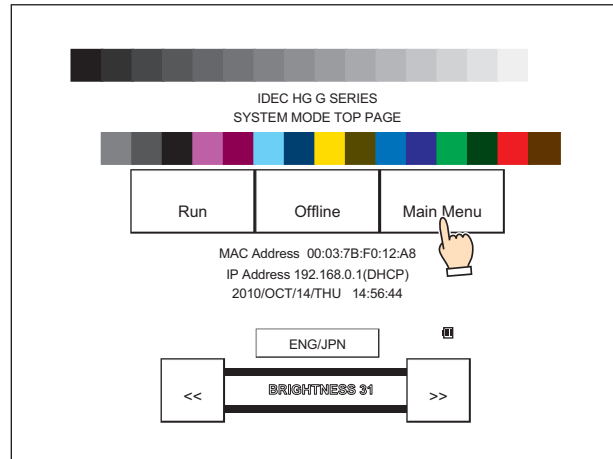 IDEC HG G SERIES
SYSTEM MODE TOP PAGE
Run Offline Main Menu
MAC Address 00:03:7B:F0:12:A8
IP Address 192.168.0.1(DHCP)
2010/OCT/14/THU 14:56:44
ENG/JPN
<< BRIGHTNESS 31 >>